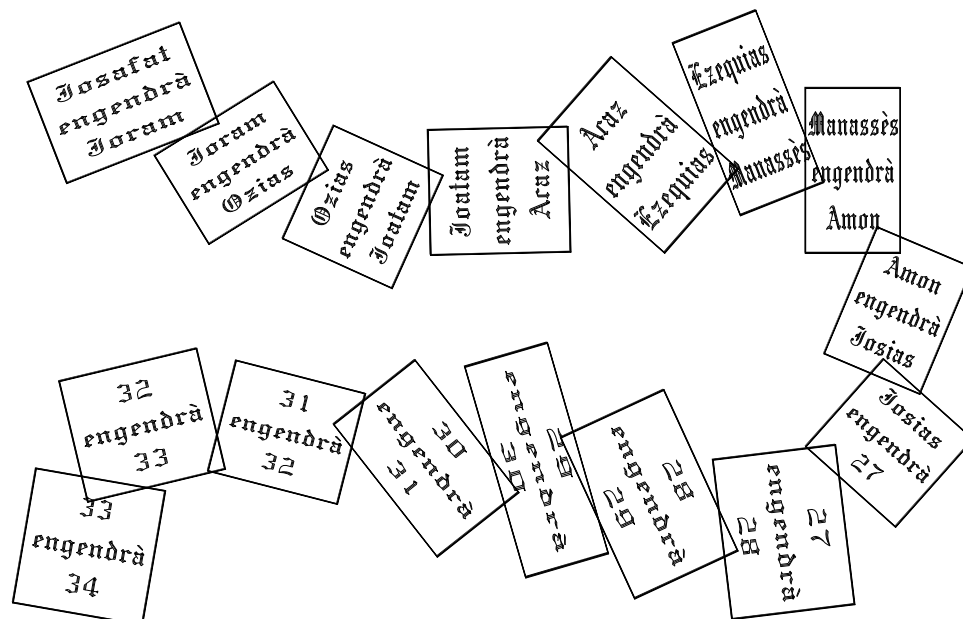 Josafat
engendrà
Joram
Joram
engendrà
Ozias
Ozias
engendrà
Joatam
Joatam
engendrà
Acaz
Acaz
engendrà
Ezequias
Ezequias
engendrà
Manassès
Manassès
engendrà
Amon
Amon
engendrà
Josias
Josias
engendrà
27
27
engendrà
28
28
engendrà
29
29
engendrà
30
30
engendrà
31
31
engendrà
32
32
engendrà
33
33
engendrà
34